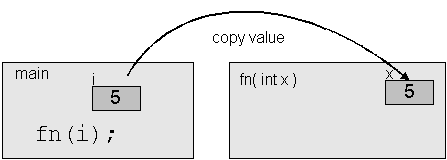 copy value
main
i
5
fn(i);
fn( int x )
x
5